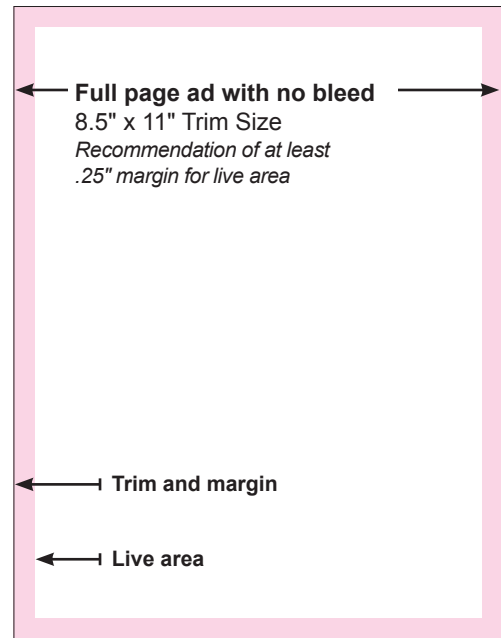 Full page ad with no bleed
8.5" x 11" Trim Size
Recommendation of at least
.25" margin for live area
Trim and margin
Live area